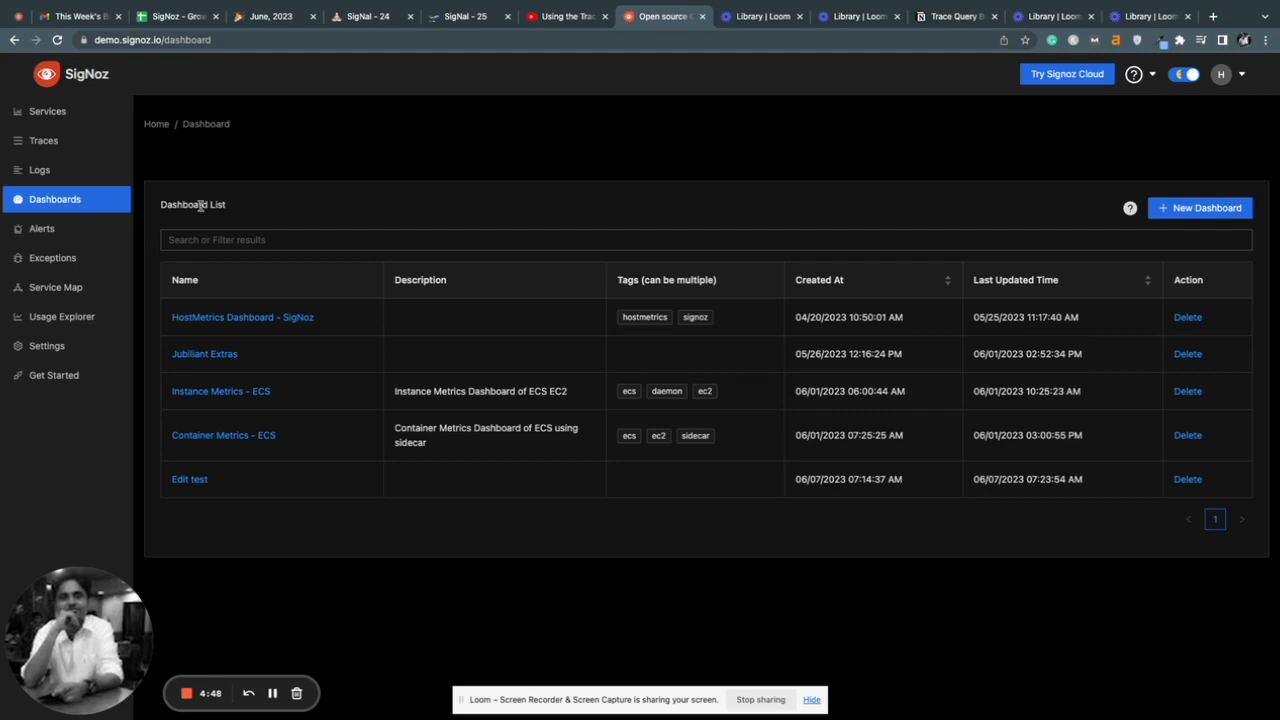 This Week's B
SigNoz - Grow
June, 2023
SigNal - 24
SigNal - 25
Using the Trac
Open source O
Library | Loom
Library | Loom
Trace Query B
Library | Loom
Library | Loom
demo.signoz.io/dashboard
SigNoz
Try Signoz Cloud
H
Services
Traces
Logs
Dashboards
Alerts
Exceptions
Service Map
Usage Explorer
Settings
Get Started
Home / Dashboard
Dashboard List
+ New Dashboard
Search or Filter results
Name Description Tags (can be multiple) Created At Last Updated Time Action
HostMetrics Dashboard - SigNoz hostmetrics signoz 04/20/2023 10:50:01 AM 05/25/2023 11:17:40 AM Delete
Jubiliant Extras 05/26/2023 12:16:24 PM 06/01/2023 02:52:34 PM Delete
Instance Metrics - ECS Instance Metrics Dashboard of ECS EC2 ecs daemon ec2 06/01/2023 06:00:44 AM 06/01/2023 10:25:23 AM Delete
Container Metrics - ECS Container Metrics Dashboard of ECS using
sidecar ecs ec2 sidecar 06/01/2023 07:25:25 AM 06/01/2023 03:00:55 PM Delete
Edit test 06/07/2023 07:14:37 AM 06/07/2023 07:23:54 AM Delete
< 1 >
4:48
Loom – Screen Recorder & Screen Capture is sharing your screen. Stop sharing Hide